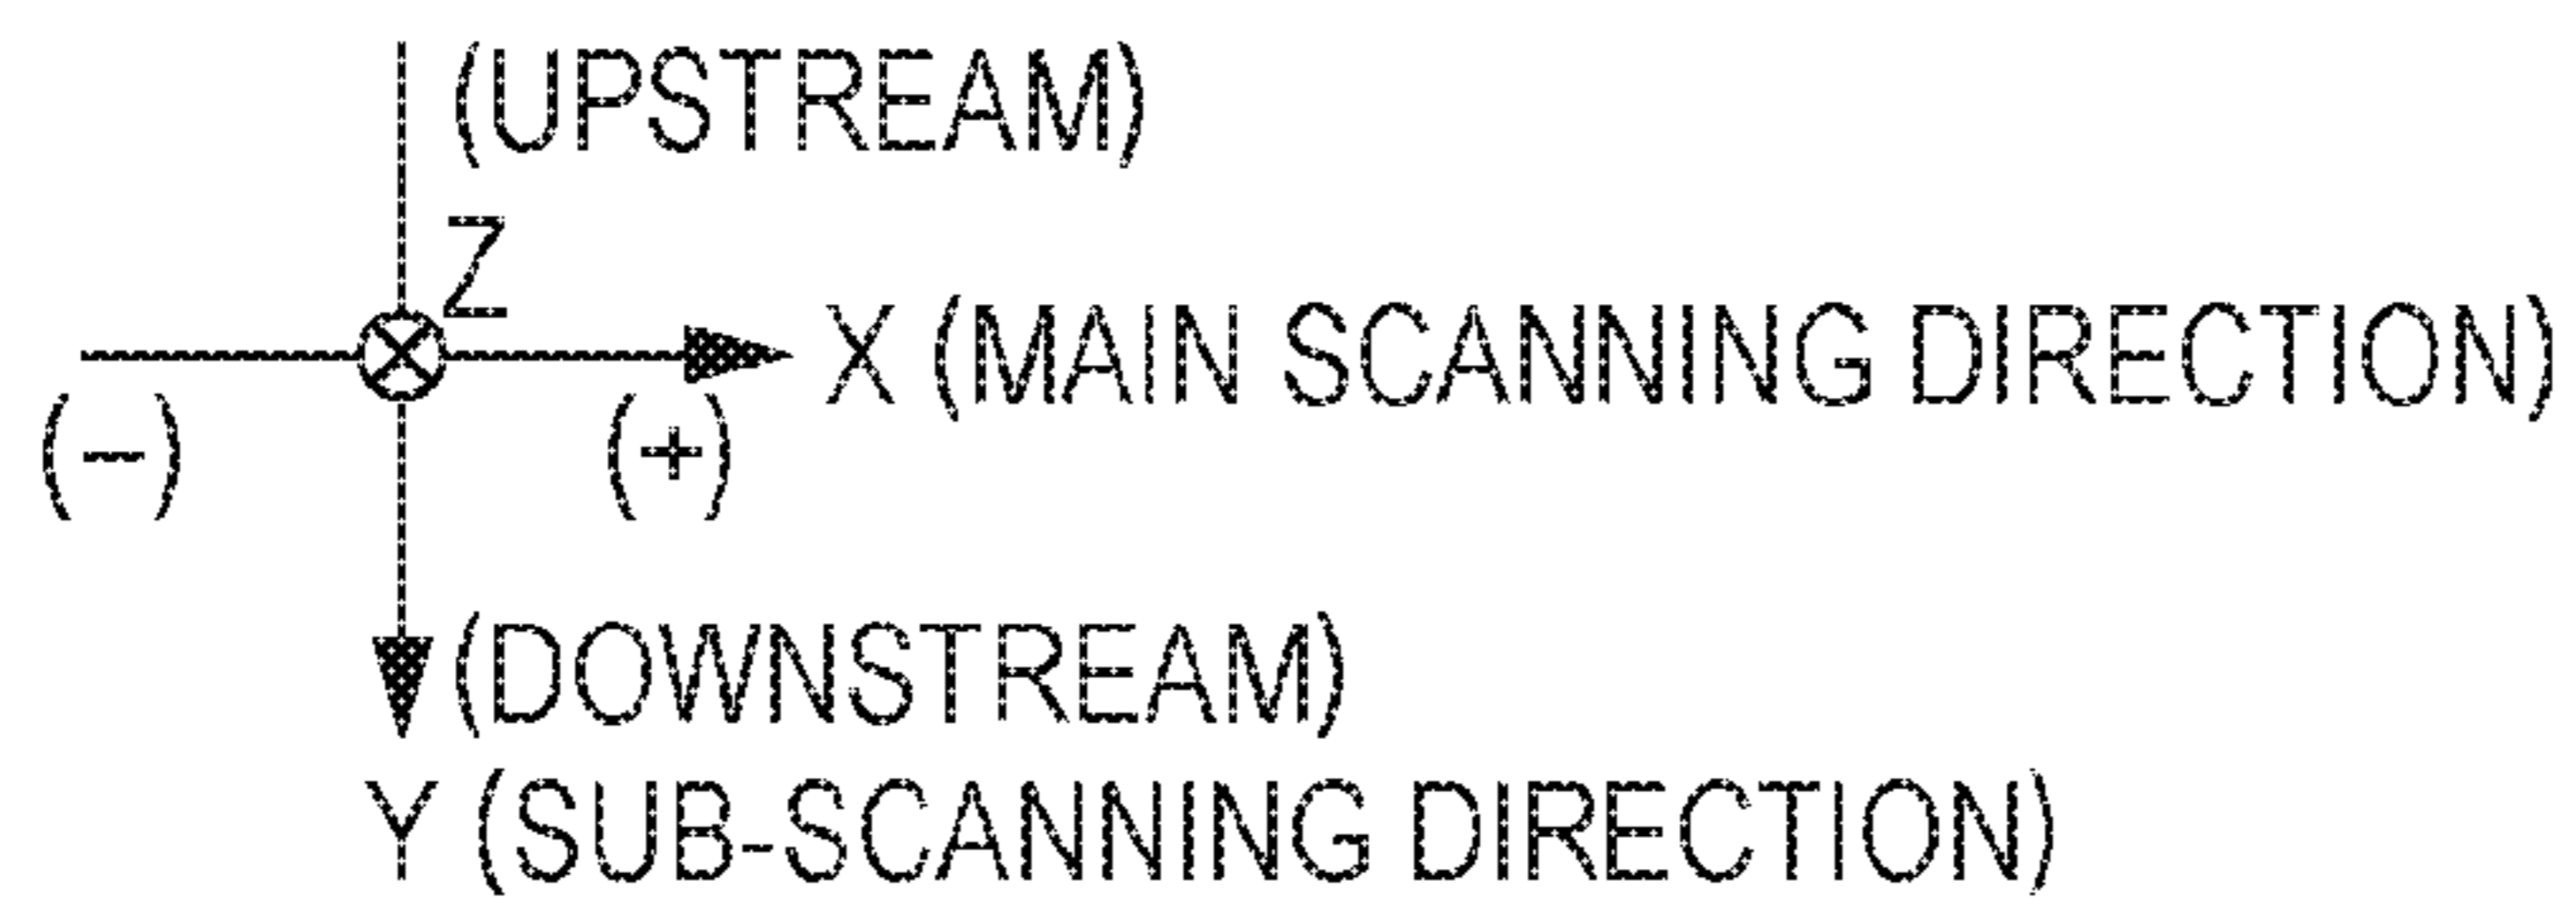 (UPSTREAM)
Z
X (MAIN SCANNING DIRECTION)
(−) (+)
(DOWNSTREAM)
Y (SUB-SCANNING DIRECTION)